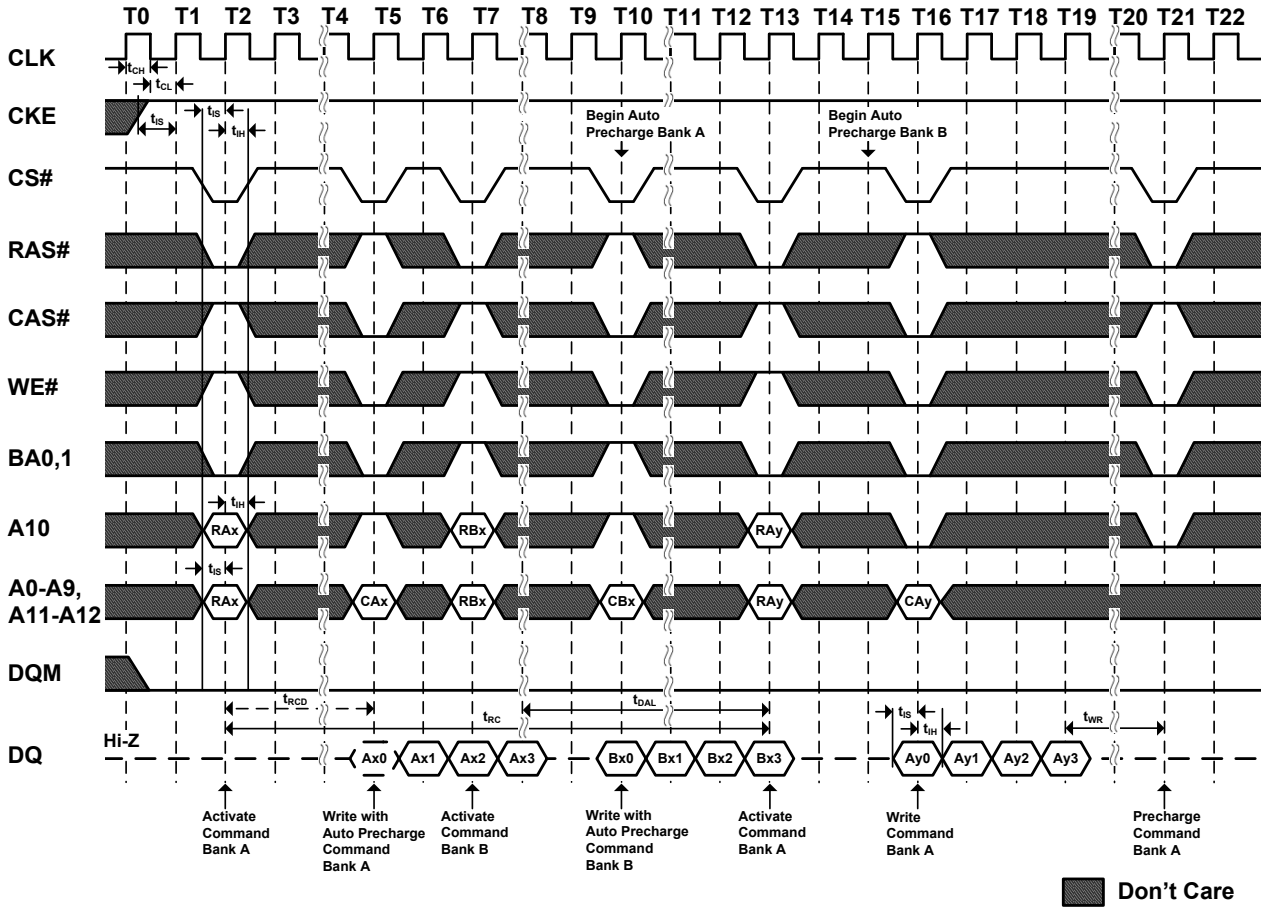 T0 T1 T2 T3 T4 T5 T6 T7 T8 T9 T10 T11 T12 T13 T14 T15 T16 T17 T18 T19 T20 T21 T22
CLK
tCH
tCL
CKE
tIS
tIS
tIH
Begin Auto
Precharge Bank A
Begin Auto
Precharge Bank B
CS#
RAS#
CAS#
WE#
BA0,1
tIH
A10
RAx RBx RAy
tIS
A0-A9,
A11-A12
RAx CAx RBx CBx RAy CAy
DQM
tRCD
tRC
tDAL
tIS
tIH
tWR
Hi-Z
DQ
Ax0 Ax1 Ax2 Ax3 Bx0 Bx1 Bx2 Bx3 Ay0 Ay1 Ay2 Ay3
Activate
Command
Bank A
Write with
Auto Precharge
Command
Bank A
Activate
Command
Bank B
Write with
Auto Precharge
Command
Bank B
Activate
Command
Bank A
Write
Command
Bank A
Precharge
Command
Bank A
Don't Care